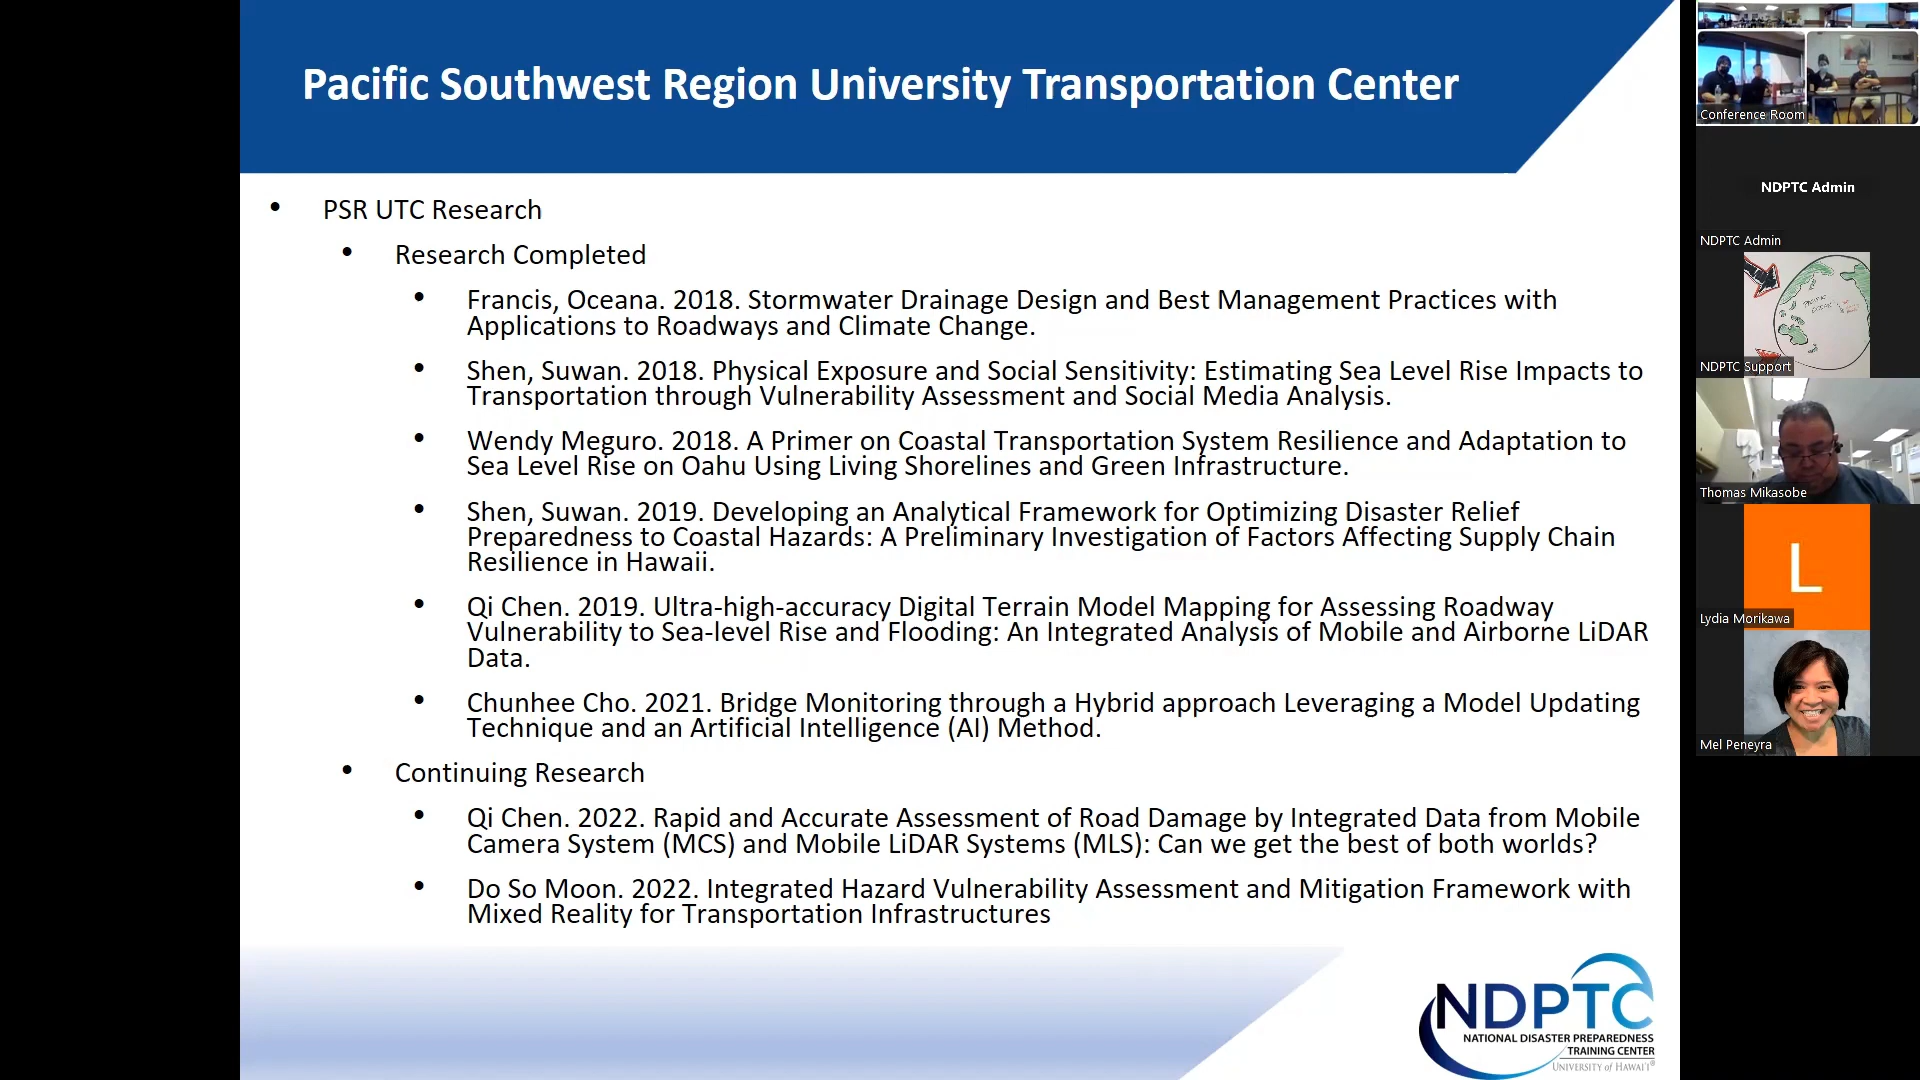 Pacific Southwest Region University Transportation Center
• PSR UTC Research
• Research Completed
• Francis, Oceana. 2018. Stormwater Drainage Design and Best Management Practices with
Applications to Roadways and Climate Change.
• Shen, Suwan. 2018. Physical Exposure and Social Sensitivity: Estimating Sea Level Rise Impacts to
Transportation through Vulnerability Assessment and Social Media Analysis.
• Wendy Meguro. 2018. A Primer on Coastal Transportation System Resilience and Adaptation to
Sea Level Rise on Oahu Using Living Shorelines and Green Infrastructure.
• Shen, Suwan. 2019. Developing an Analytical Framework for Optimizing Disaster Relief
Preparedness to Coastal Hazards: A Preliminary Investigation of Factors Affecting Supply Chain
Resilience in Hawaii.
• Qi Chen. 2019. Ultra-high-accuracy Digital Terrain Model Mapping for Assessing Roadway
Vulnerability to Sea-level Rise and Flooding: An Integrated Analysis of Mobile and Airborne LiDAR
Data.
• Chunhee Cho. 2021. Bridge Monitoring through a Hybrid approach Leveraging a Model Updating
Technique and an Artificial Intelligence (AI) Method.
• Continuing Research
• Qi Chen. 2022. Rapid and Accurate Assessment of Road Damage by Integrated Data from Mobile
Camera System (MCS) and Mobile LiDAR Systems (MLS): Can we get the best of both worlds?
• Do So Moon. 2022. Integrated Hazard Vulnerability Assessment and Mitigation Framework with
Mixed Reality for Transportation Infrastructures
NDPTC
NATIONAL DISASTER PREPAREDNESS
TRAINING CENTER
UNIVERSITY OF HAWAI'I®
Conference Room
NDPTC Admin
NDPTC Admin
PACIFIC
NDPTC Support
Thomas Mikasobe
L
Lydia Morikawa
Mel Peneyra